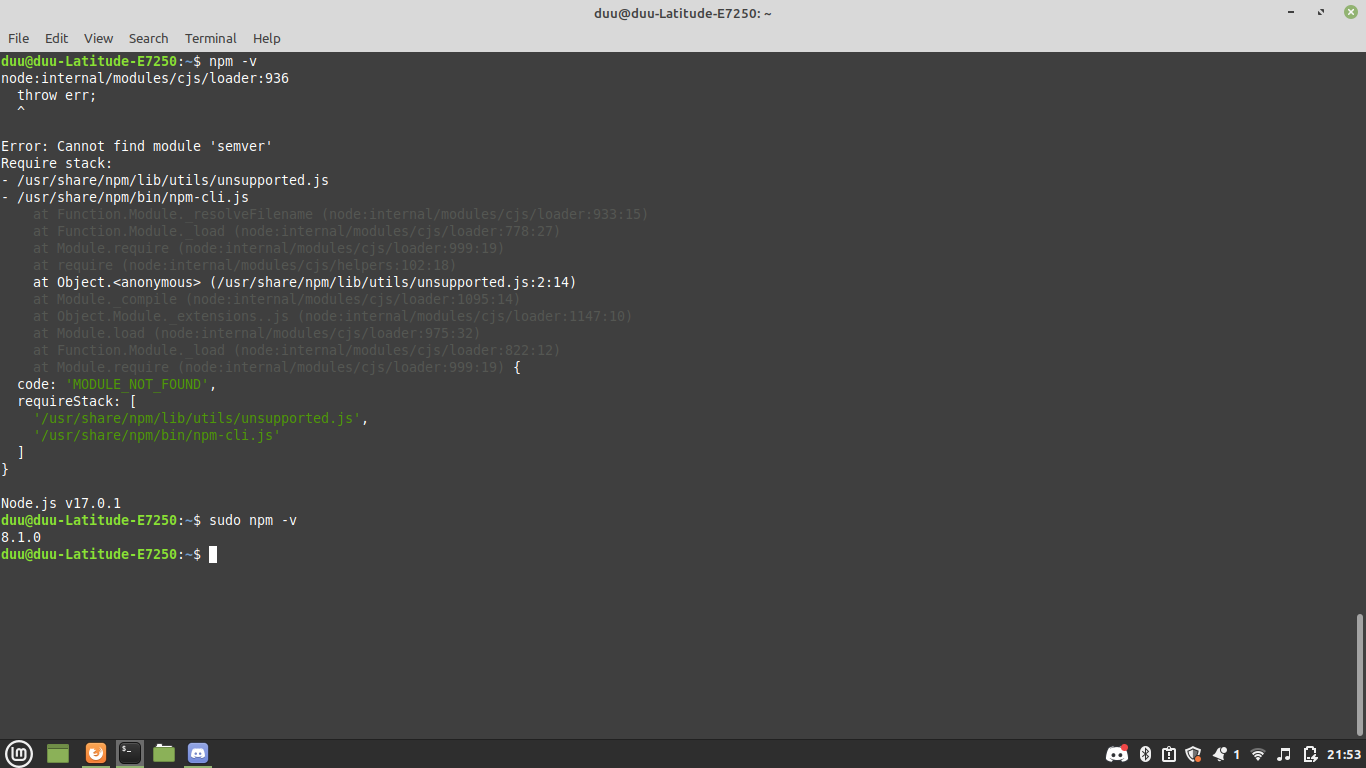 duu@duu-Latitude-E7250: ~
File Edit View Search Terminal Help
duu@duu-Latitude-E7250:~$ npm -v
node:internal/modules/cjs/loader:936
  throw err;
  ^

Error: Cannot find module 'semver'
Require stack:
- /usr/share/npm/lib/utils/unsupported.js
- /usr/share/npm/bin/npm-cli.js
    at Function.Module._resolveFilename (node:internal/modules/cjs/loader:933:15)
    at Function.Module._load (node:internal/modules/cjs/loader:778:27)
    at Module.require (node:internal/modules/cjs/loader:999:19)
    at require (node:internal/modules/cjs/helpers:102:18)
    at Object.<anonymous> (/usr/share/npm/lib/utils/unsupported.js:2:14)
    at Module._compile (node:internal/modules/cjs/loader:1095:14)
    at Object.Module._extensions..js (node:internal/modules/cjs/loader:1147:10)
    at Module.load (node:internal/modules/cjs/loader:975:32)
    at Function.Module._load (node:internal/modules/cjs/loader:822:12)
    at Module.require (node:internal/modules/cjs/loader:999:19) {
  code: 'MODULE_NOT_FOUND',
  requireStack: [
    '/usr/share/npm/lib/utils/unsupported.js',
    '/usr/share/npm/bin/npm-cli.js'
  ]
}

Node.js v17.0.1
duu@duu-Latitude-E7250:~$ sudo npm -v
8.1.0
duu@duu-Latitude-E7250:~$
1 21:53